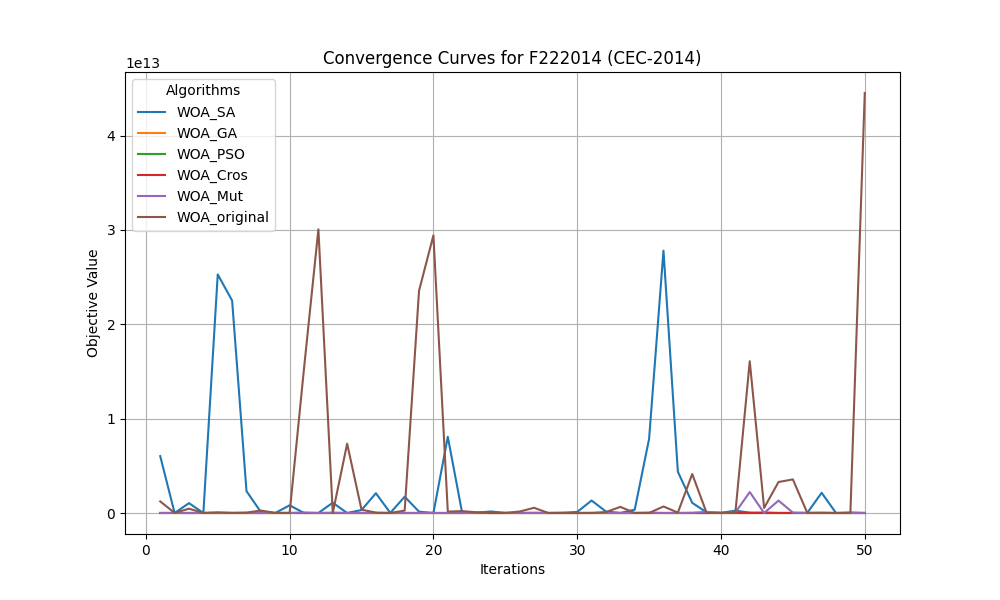 Convergence Curves for F222014 (CEC-2014)
1e13
Algorithms
WOA_SA
WOA_GA
WOA_PSO
WOA_Cros
WOA_Mut
WOA_original
Objective Value
4
3
2
1
0
0 10 20 30 40 50
Iterations